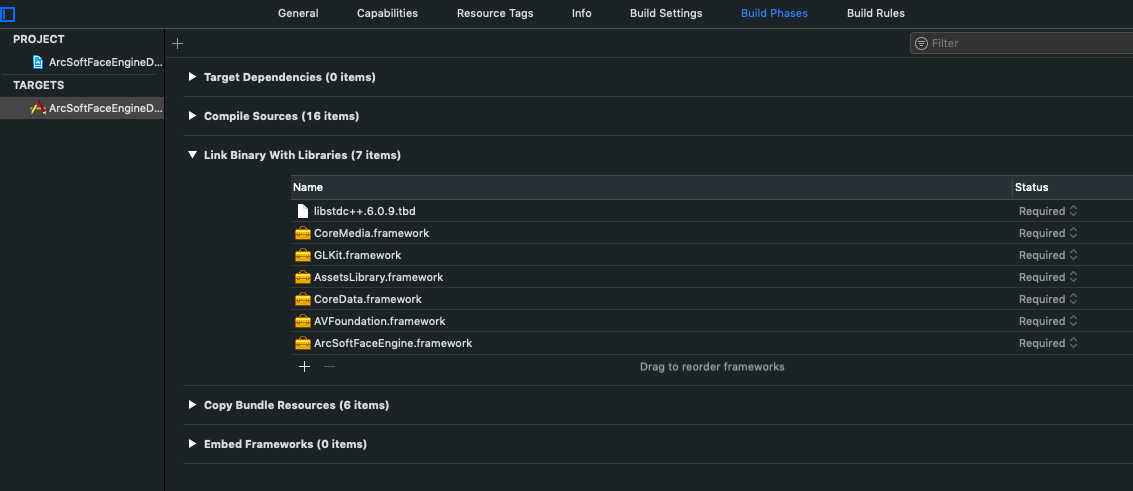 General Capabilities Resource Tags Info Build Settings Build Phases Build Rules
PROJECT
ArcSoftFaceEngineD...
TARGETS
ArcSoftFaceEngineD...
Filter
Target Dependencies (0 items)
Compile Sources (16 items)
Link Binary With Libraries (7 items)
Name Status
libstdc++.6.0.9.tbd Required
CoreMedia.framework Required
GLKit.framework Required
AssetsLibrary.framework Required
CoreData.framework Required
AVFoundation.framework Required
ArcSoftFaceEngine.framework Required
Drag to reorder frameworks
Copy Bundle Resources (6 items)
Embed Frameworks (0 items)